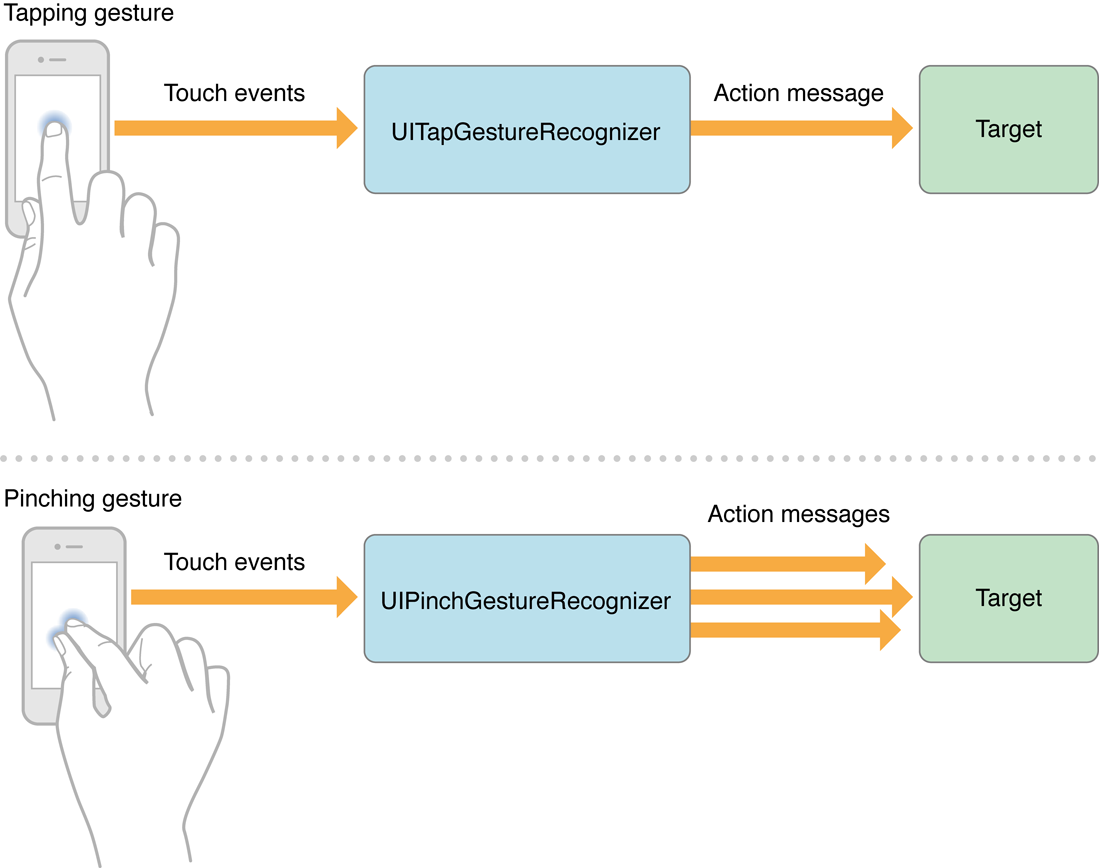 Tapping gesture
Touch events
UITapGestureRecognizer
Action message
Target
Pinching gesture
Touch events
UIPinchGestureRecognizer
Action messages
Target